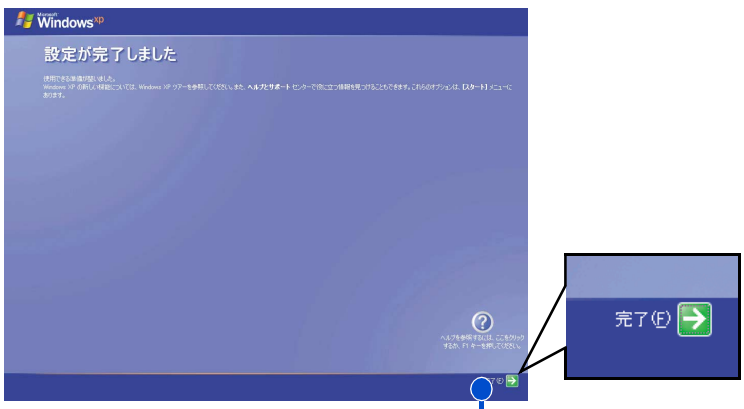 Microsoft
Windows xp
設定が完了しました
使用できる準備が整いました。
Windows XP の新しい機能については、Windows XP ツアーを参照してください。また、ヘルプとサポート センターで役に立つ情報を見つけることもできます。これらのオプションは、[スタート] メニューに
あります。
ヘルプを参照するには、ここをクリック
するか、F1 キーを押してください。
了(F)
完了(F)